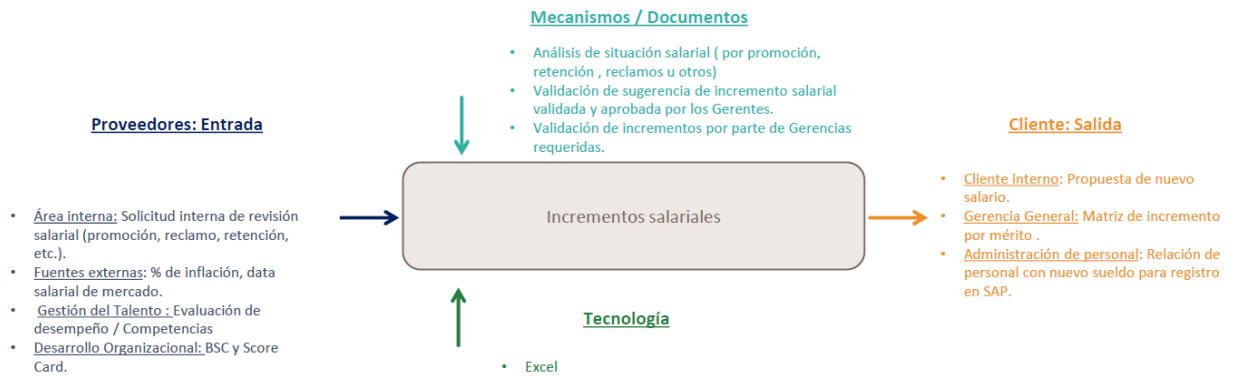 Mecanismos / Documentos
• Análisis de situación salarial ( por promoción,
retención , reclamos u otros)
• Validación de sugerencia de incremento salarial
validada y aprobada por los Gerentes.
• Validación de incrementos por parte de Gerencias
requeridas.
Proveedores: Entrada
• Área interna: Solicitud interna de revisión
salarial (promoción, reclamo, retención,
etc.).
• Fuentes externas: % de inflación, data
salarial de mercado.
• Gestión del Talento : Evaluación de
desempeño / Competencias
• Desarrollo Organizacional: BSC y Score
Card.
Incrementos salariales
Cliente: Salida
• Cliente interno: Propuesta de nuevo
salario.
• Gerencia General: Matriz de incremento
por mérito .
• Administración de personal: Relación de
personal con nuevo sueldo para registro
en SAP.
Tecnología
• Excel